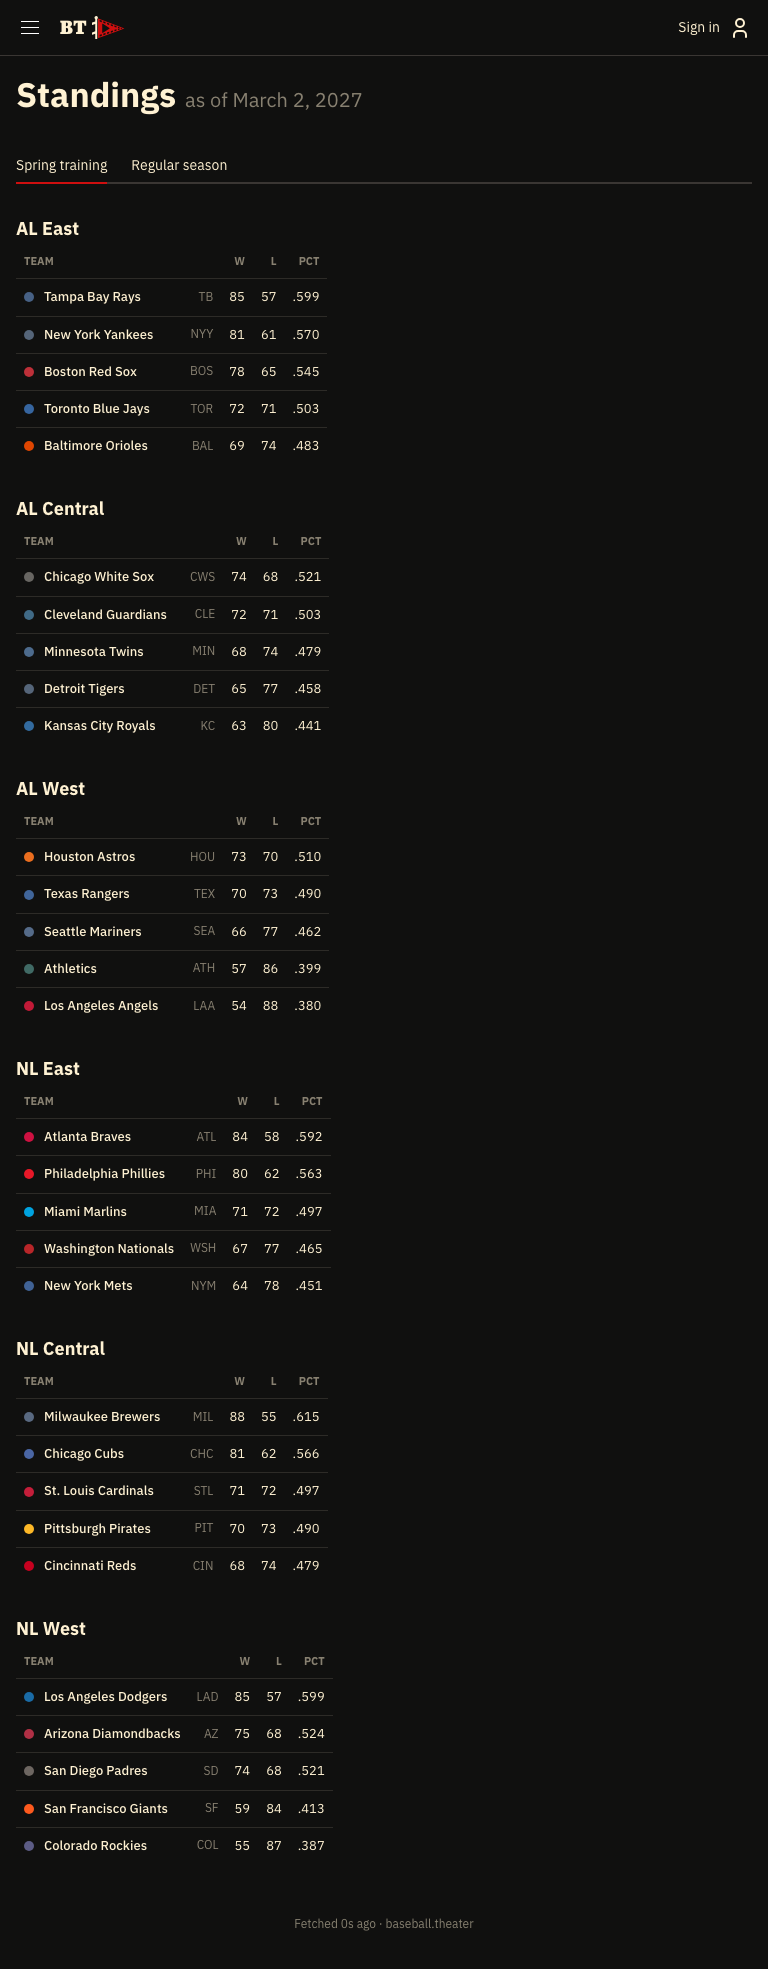 BT
Sign in
Standings as of March 2, 2027
Spring training Regular season
AL East
TEAM W L PCT
Tampa Bay Rays TB 85 57 .599
New York Yankees NYY 81 61 .570
Boston Red Sox BOS 78 65 .545
Toronto Blue Jays TOR 72 71 .503
Baltimore Orioles BAL 69 74 .483
AL Central
TEAM W L PCT
Chicago White Sox CWS 74 68 .521
Cleveland Guardians CLE 72 71 .503
Minnesota Twins MIN 68 74 .479
Detroit Tigers DET 65 77 .458
Kansas City Royals KC 63 80 .441
AL West
TEAM W L PCT
Houston Astros HOU 73 70 .510
Texas Rangers TEX 70 73 .490
Seattle Mariners SEA 66 77 .462
Athletics ATH 57 86 .399
Los Angeles Angels LAA 54 88 .380
NL East
TEAM W L PCT
Atlanta Braves ATL 84 58 .592
Philadelphia Phillies PHI 80 62 .563
Miami Marlins MIA 71 72 .497
Washington Nationals WSH 67 77 .465
New York Mets NYM 64 78 .451
NL Central
TEAM W L PCT
Milwaukee Brewers MIL 88 55 .615
Chicago Cubs CHC 81 62 .566
St. Louis Cardinals STL 71 72 .497
Pittsburgh Pirates PIT 70 73 .490
Cincinnati Reds CIN 68 74 .479
NL West
TEAM W L PCT
Los Angeles Dodgers LAD 85 57 .599
Arizona Diamondbacks AZ 75 68 .524
San Diego Padres SD 74 68 .521
San Francisco Giants SF 59 84 .413
Colorado Rockies COL 55 87 .387
Fetched 0s ago · baseball.theater